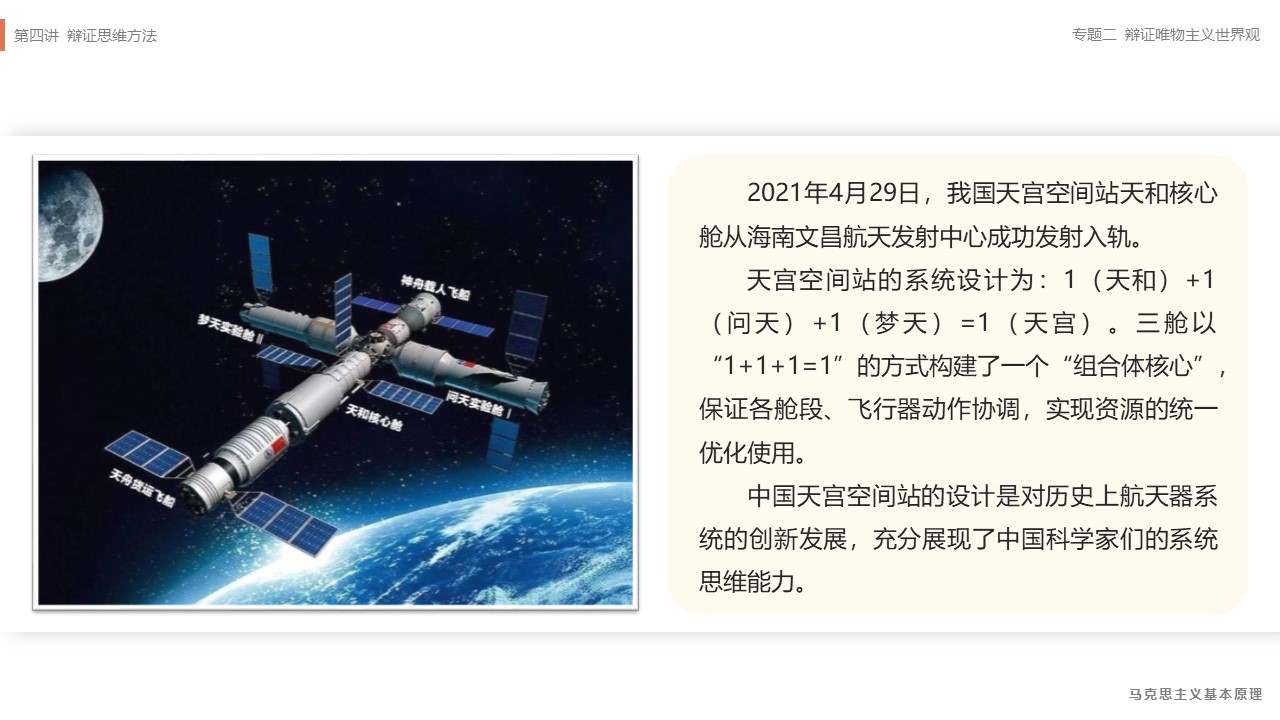 第四讲 辩证思维方法
专题二 辩证唯物主义世界观
神舟载人飞船
梦天实验舱Ⅱ
问天实验舱Ⅰ
天和核心舱
天舟货运飞船
2021年4月29日，我国天宫空间站天和核心
舱从海南文昌航天发射中心成功发射入轨。
天宫空间站的系统设计为：1（天和）+1
（问天）+1（梦天）=1（天宫）。三舱以
“1+1+1=1”的方式构建了一个“组合体核心”，
保证各舱段、飞行器动作协调，实现资源的统一
优化使用。
中国天宫空间站的设计是对历史上航天器系
统的创新发展，充分展现了中国科学家们的系统
思维能力。
马克思主义基本原理